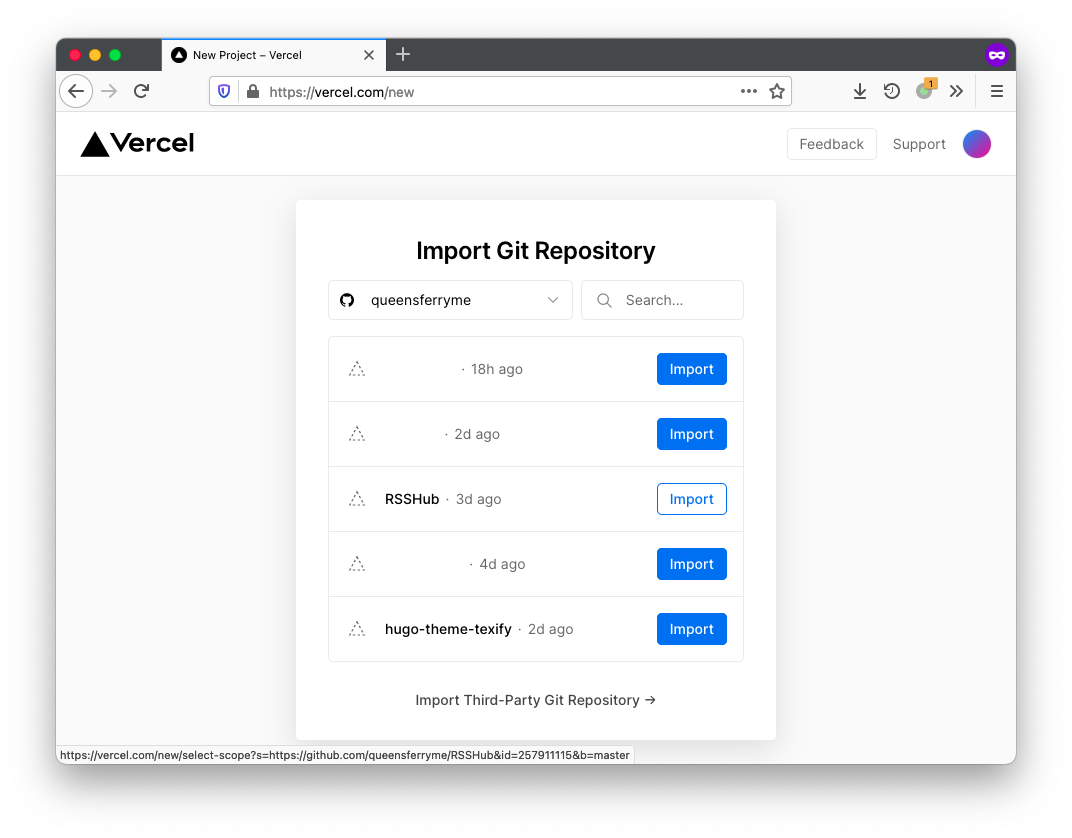 New Project – Vercel
https://vercel.com/new
1
Vercel
Feedback Support
Import Git Repository
queensferryme Search...
· 18h ago Import
· 2d ago Import
RSSHub · 3d ago Import
· 4d ago Import
hugo-theme-texify · 2d ago Import
Import Third-Party Git Repository →
https://vercel.com/new/select-scope?s=https://github.com/queensferryme/RSSHub&id=257911115&b=master